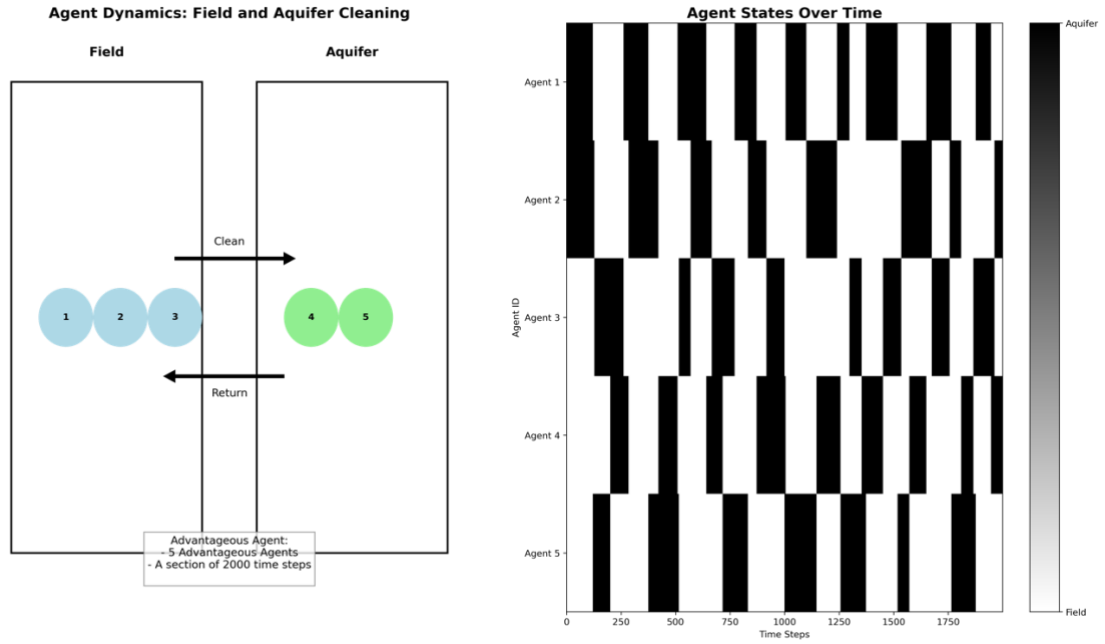 Agent Dynamics: Field and Aquifer Cleaning
Field
Aquifer
Clean
1
2
3
4
5
Return
Advantageous Agent:
- 5 Advantageous Agents
- A section of 2000 time steps
Agent States Over Time
Agent ID
Agent 1
Agent 2
Agent 3
Agent 4
Agent 5
0
250
500
750
1000
1250
1500
1750
Time Steps
Aquifer
Field